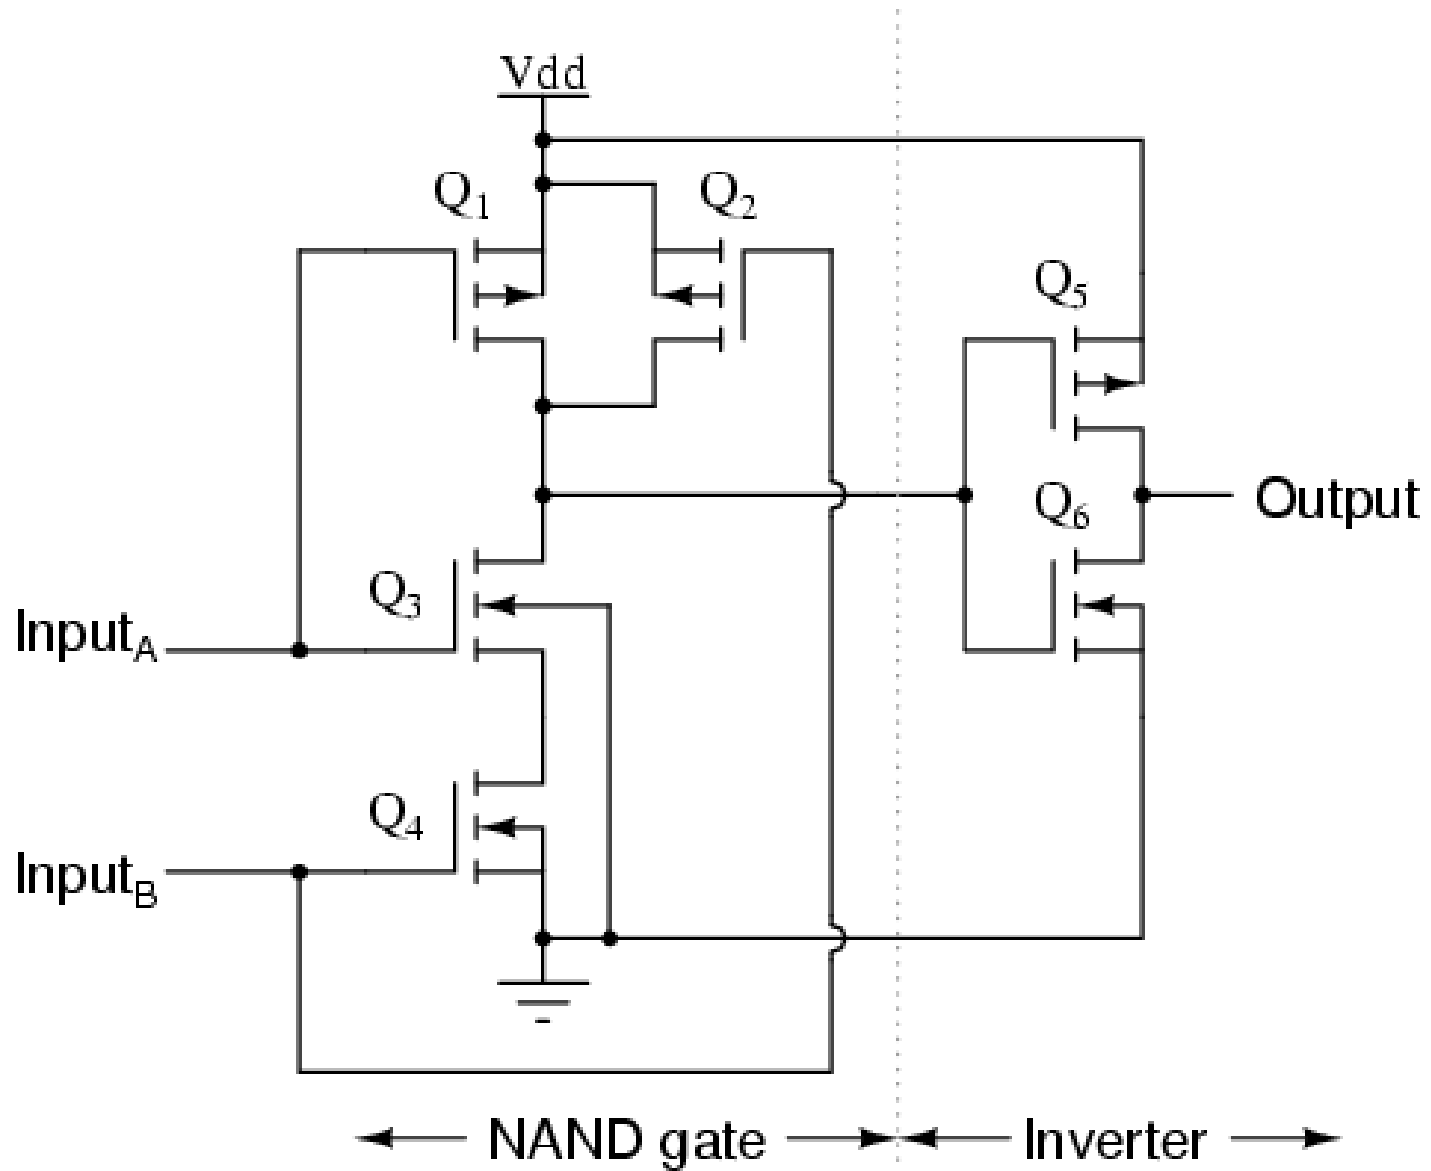 Vdd
Q1
Q2
Q5
Q6
Output
Q3
InputA
Q4
InputB
NAND gate
Inverter